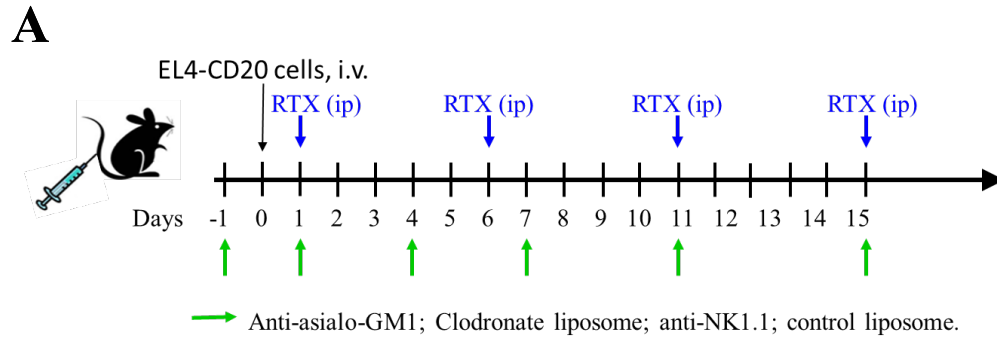 A
EL4-CD20 cells, i.v.
RTX (ip) RTX (ip) RTX (ip) RTX (ip)
Days -1 0 1 2 3 4 5 6 7 8 9 10 11 12 13 14 15
Anti-asialo-GM1; Clodronate liposome; anti-NK1.1; control liposome.